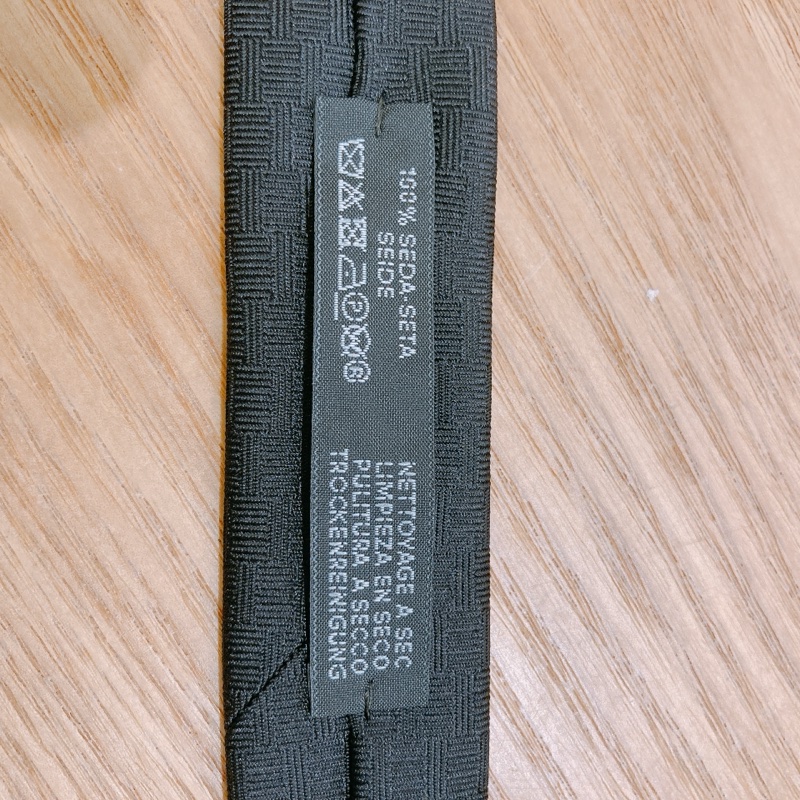 100% SEDA·SETA
SEIDE
P W ®
NETTOYAGE A SEC
LIMPIEZA EN SECO
PULITURA A SECCO
TROCKENREINIGUNG